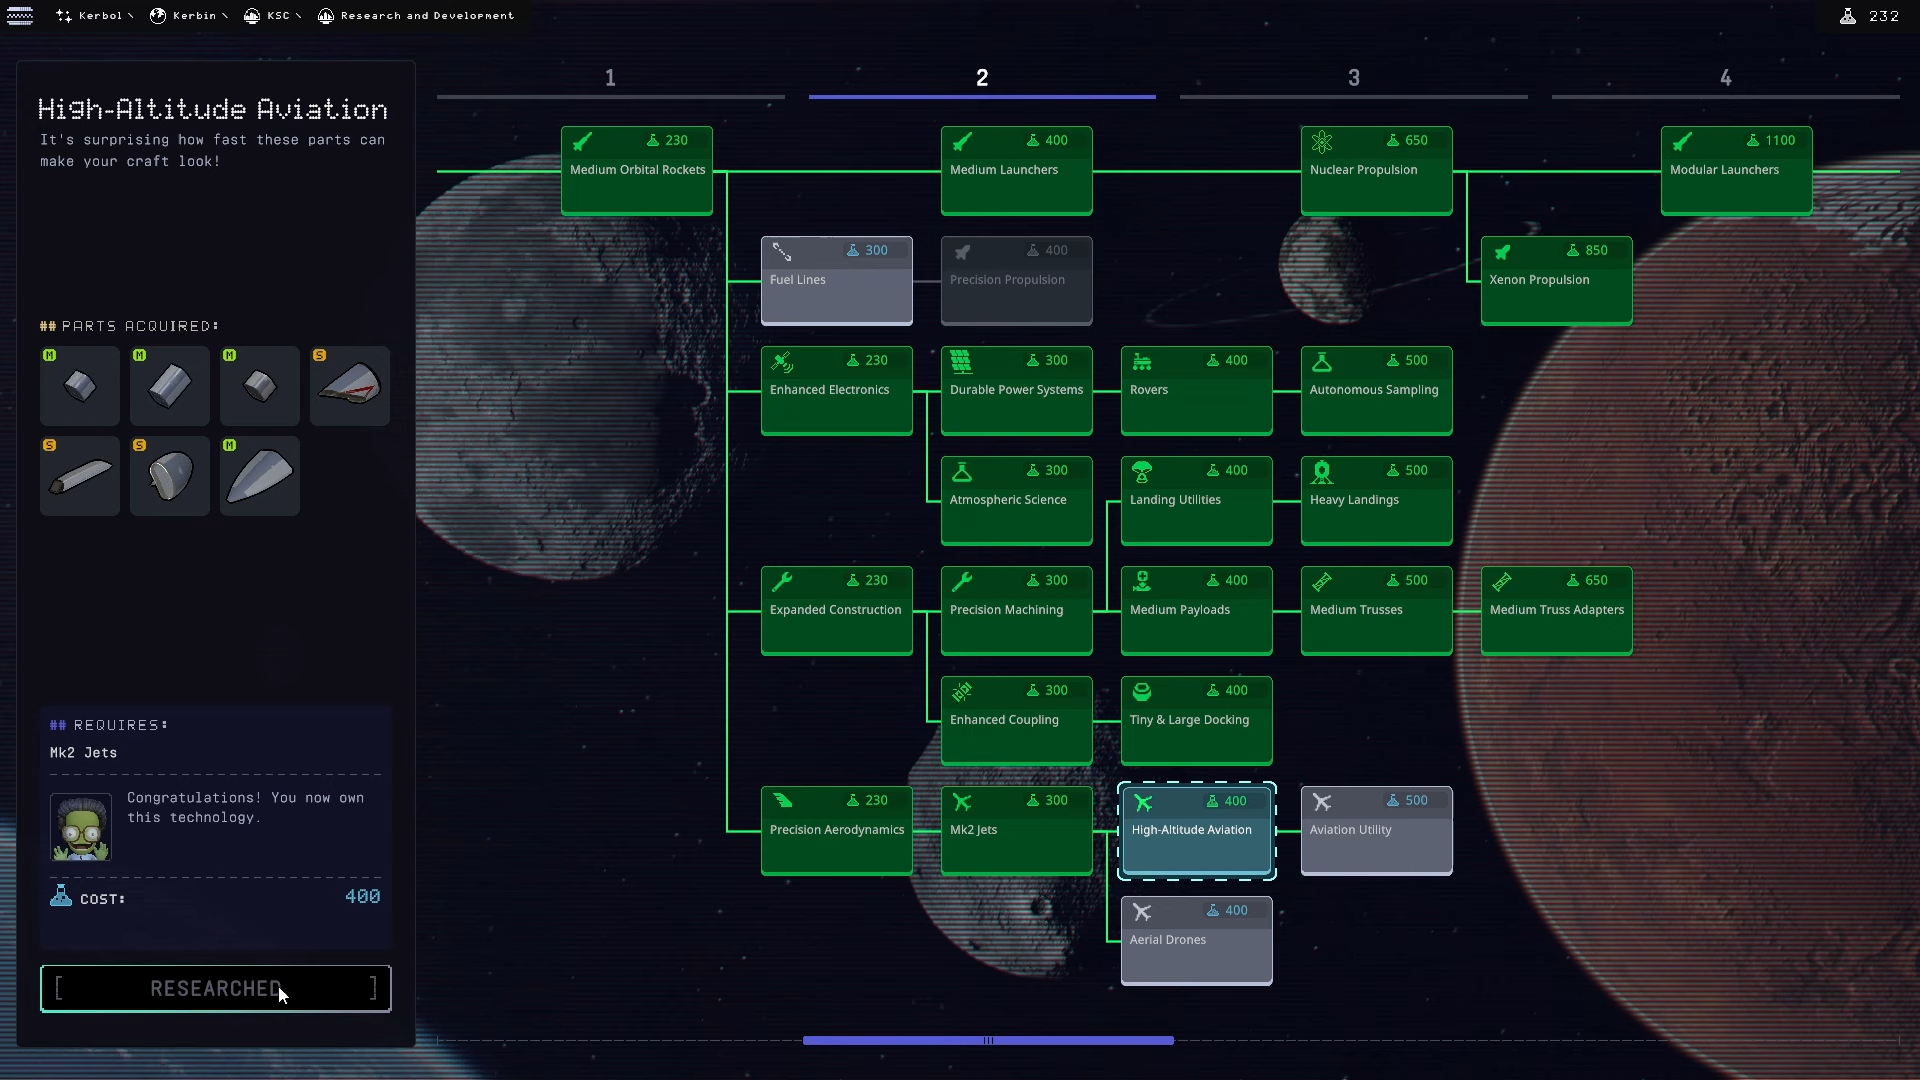 Kerbol \ Kerbin \ KSC \ Research and Development
232
High-Altitude Aviation
It's surprising how fast these parts can
make your craft look!
## PARTS ACQUIRED:
M M M S
S S M
## REQUIRES:
Mk2 Jets
Congratulations! You now own
this technology.
COST: 400
[ RESEARCHED ]
1 2 3 4
230 400 650 1100
Medium Orbital Rockets Medium Launchers Nuclear Propulsion Modular Launchers
300 400 850
Fuel Lines Precision Propulsion Xenon Propulsion
230 300 400 500
Enhanced Electronics Durable Power Systems Rovers Autonomous Sampling
300 400 500
Atmospheric Science Landing Utilities Heavy Landings
230 300 400 500 650
Expanded Construction Precision Machining Medium Payloads Medium Trusses Medium Truss Adapters
300 400
Enhanced Coupling Tiny & Large Docking
230 300 400 500
Precision Aerodynamics Mk2 Jets High-Altitude Aviation Aviation Utility
400
Aerial Drones